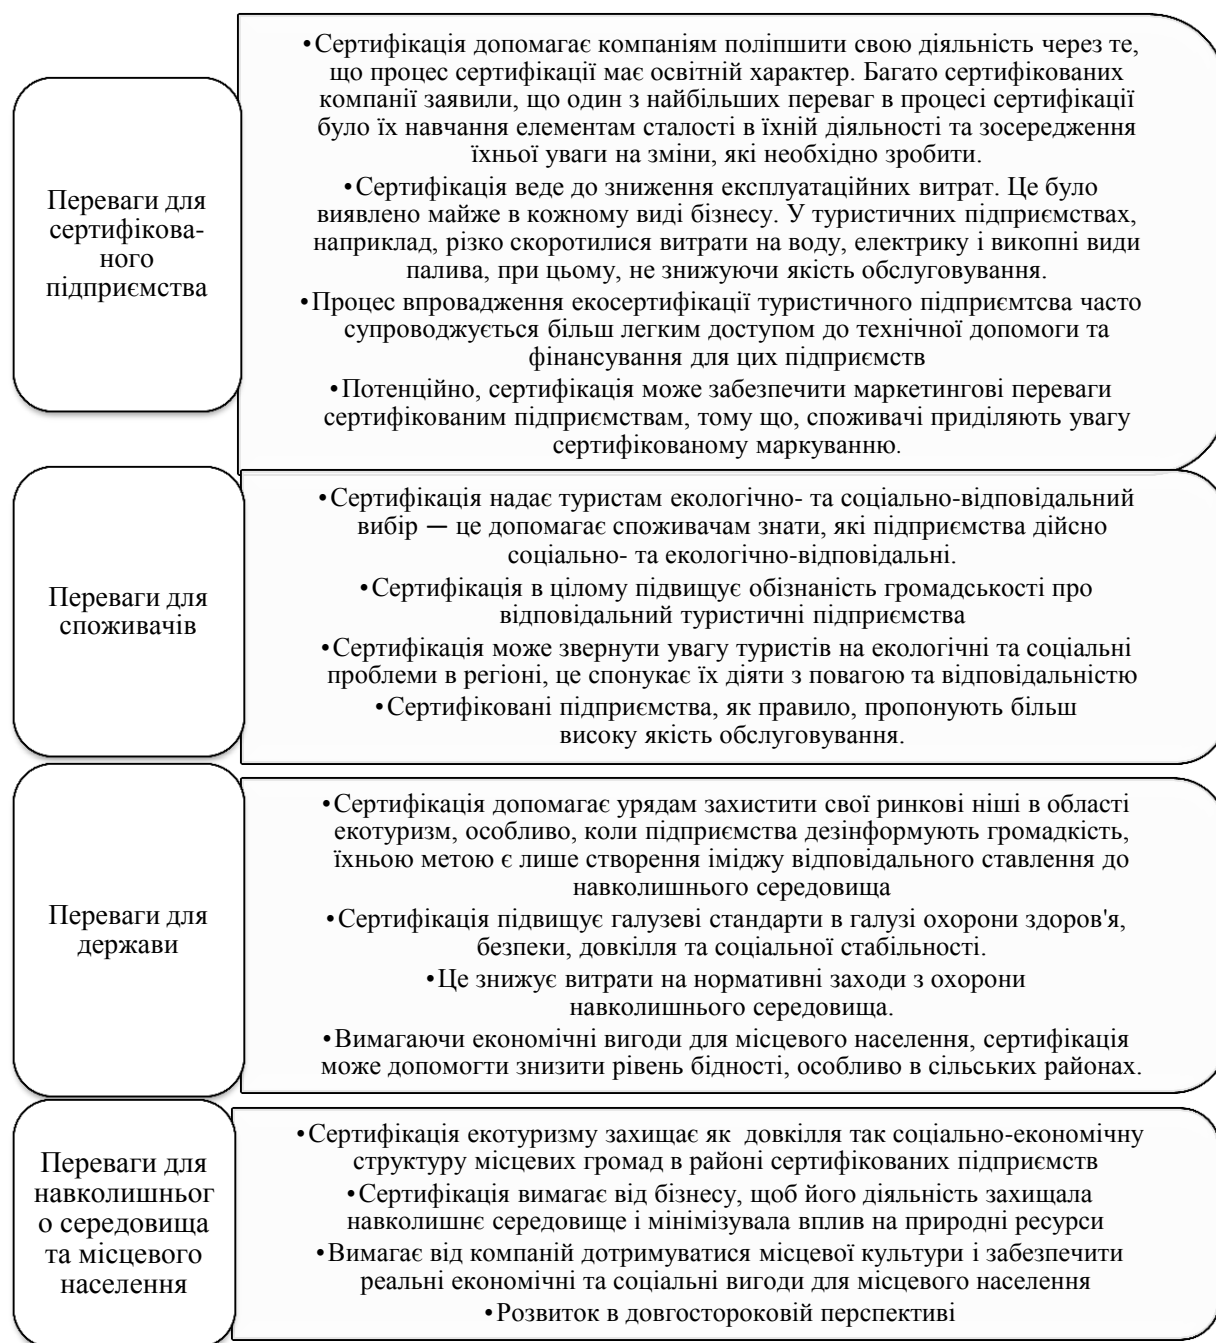 Переваги для
сертифікова-
ного
підприємства
•Сертифікація допомагає компаніям поліпшити свою діяльність через те,
що процес сертифікації має освітній характер. Багато сертифікованих
компанії заявили, що один з найбільших переваг в процесі сертифікації
було їх навчання елементам сталості в їхній діяльності та зосередження
їхньої уваги на зміни, які необхідно зробити.
•Сертифікація веде до зниження експлуатаційних витрат. Це було
виявлено майже в кожному виді бізнесу. У туристичних підприємствах,
наприклад, різко скоротилися витрати на воду, електрику і викопні види
палива, при цьому, не знижуючи якість обслуговування.
•Процес впровадження екосертифікації туристичного підприємтсва часто
супроводжується більш легким доступом до технічної допомоги та
фінансування для цих підприємств
•Потенційно, сертифікація може забезпечити маркетингові переваги
сертифікованим підприємствам, тому що, споживачі приділяють увагу
сертифікованому маркуванню.
Переваги для
споживачів
•Сертифікація надає туристам екологічно- та соціально-відповідальний
вибір — це допомагає споживачам знати, які підприємства дійсно
соціально- та екологічно-відповідальні.
•Сертифікація в цілому підвищує обізнаність громадськості про
відповідальний туристичні підприємства
•Сертифікація може звернути увагу туристів на екологічні та соціальні
проблеми в регіоні, це спонукає їх діяти з повагою та відповідальністю
•Сертифіковані підприємства, як правило, пропонують більш
високу якість обслуговування.
Переваги для
держави
•Сертифікація допомагає урядам захистити свої ринкові ніші в області
екотуризм, особливо, коли підприємства дезінформують громадкість,
їхньою метою є лише створення іміджу відповідального ставлення до
навколишнього середовища
•Сертифікація підвищує галузеві стандарти в галузі охорони здоров'я,
безпеки, довкілля та соціальної стабільності.
•Це знижує витрати на нормативні заходи з охорони
навколишнього середовища.
•Вимагаючи економічні вигоди для місцевого населення, сертифікація
може допомогти знизити рівень бідності, особливо в сільських районах.
Переваги для
навколишньог
о середовища
та місцевого
населення
•Сертифікація екотуризму захищає як  довкілля так соціально-економічну
структуру місцевих громад в районі сертифікованих підприємств
•Сертифікація вимагає від бізнесу, щоб його діяльність захищала
навколишнє середовище і мінімізувала вплив на природні ресурси
•Вимагає від компаній дотримуватися місцевої культури і забезпечити
реальні економічні та соціальні вигоди для місцевого населення
•Розвиток в довгостороковій перспективі